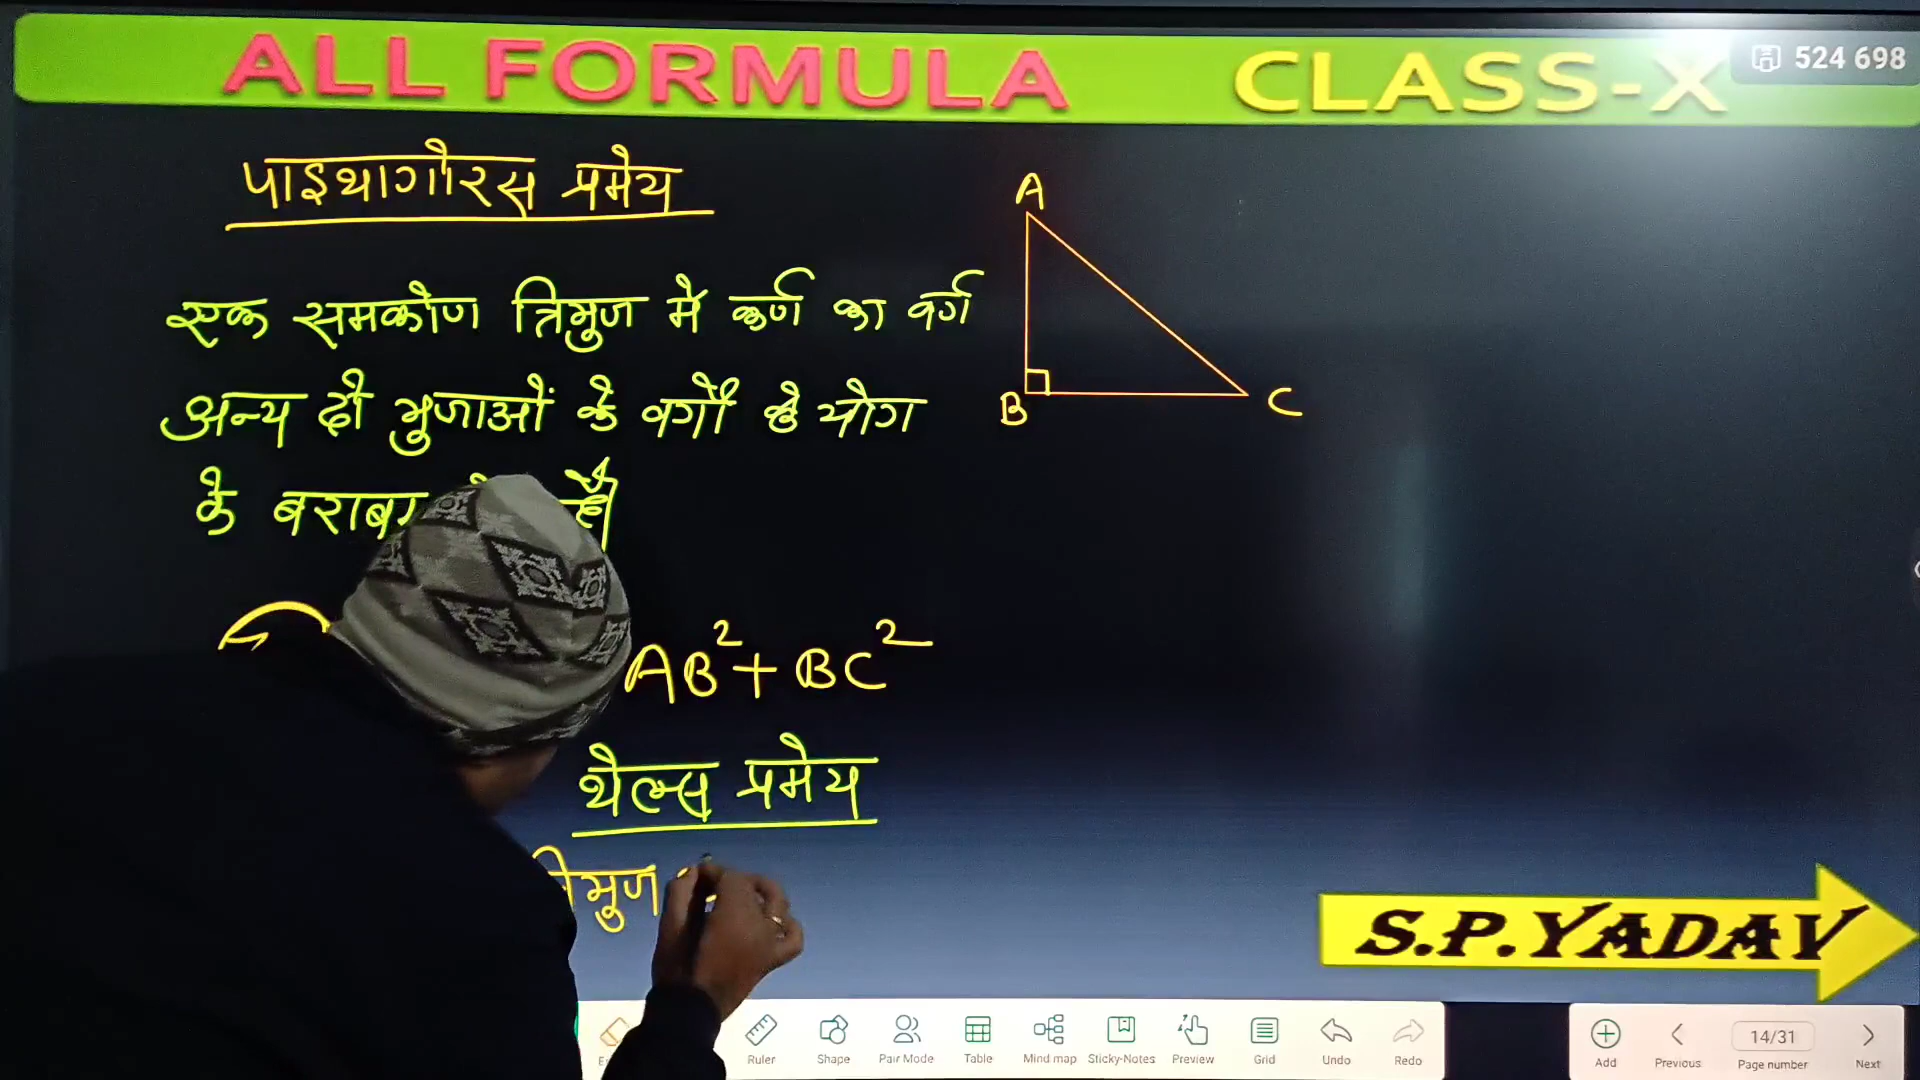 ALL FORMULA CLASS-X
524 698
पाइथागोरस प्रमेय
एक समकोण त्रिभुज में कर्ण का वर्ग
अन्य दो भुजाओं के वर्गों के योग
के बराबर है।
A
B
C
AB²+ BC²
थैल्स प्रमेय
त्रिभुज
S.P.YADAV
Ruler
Shape
Pair Mode
Table
Mind map
Sticky-Notes
Preview
Grid
Undo
Redo
Add
Previous
14/31
Page number
Next